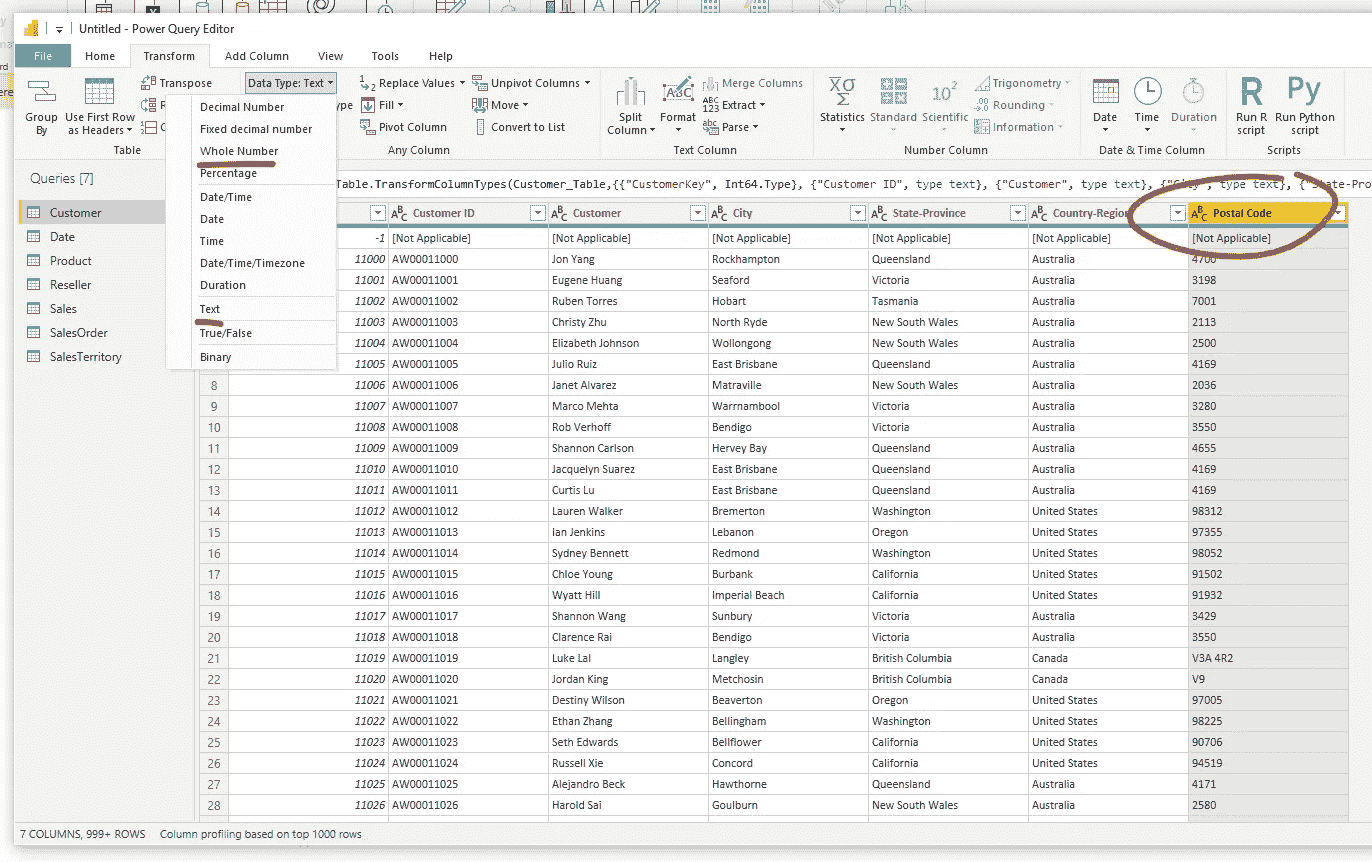 Untitled - Power Query Editor
File Home Transform Add Column View Tools Help
Transpose Data Type: Text Replace Values Unpivot Columns Merge Columns Trigonometry
Fill Move Extract Rounding
Pivot Column Convert to List Parse Information
Group By Use First Row as Headers Split Column Format Statistics Standard Scientific Date Time Duration Run R script Run Python script
Table Any Column Text Column Number Column Date & Time Column Scripts
Decimal Number
Fixed decimal number
Whole Number
Percentage
Date/Time
Date
Time
Date/Time/Timezone
Duration
Text
True/False
Binary
Queries [7]
Customer
Date
Product
Reseller
Sales
SalesOrder
SalesTerritory
Table.TransformColumnTypes(Customer_Table,{{"CustomerKey", Int64.Type}, {"Customer ID", type text}, {"Customer", type text}, {"City", type text}, {"State-Pro
Customer ID Customer City State-Province Country-Region Postal Code
-1 [Not Applicable] [Not Applicable] [Not Applicable] [Not Applicable] [Not Applicable] [Not Applicable]
11000 AW00011000 Jon Yang Rockhampton Queensland Australia 4700
11001 AW00011001 Eugene Huang Seaford Victoria Australia 3198
11002 AW00011002 Ruben Torres Hobart Tasmania Australia 7001
11003 AW00011003 Christy Zhu North Ryde New South Wales Australia 2113
11004 AW00011004 Elizabeth Johnson Wollongong New South Wales Australia 2500
11005 AW00011005 Julio Ruiz East Brisbane Queensland Australia 4169
8 11006 AW00011006 Janet Alvarez Matraville New South Wales Australia 2036
9 11007 AW00011007 Marco Mehta Warrnambool Victoria Australia 3280
10 11008 AW00011008 Rob Verhoff Bendigo Victoria Australia 3550
11 11009 AW00011009 Shannon Carlson Hervey Bay Queensland Australia 4655
12 11010 AW00011010 Jacquelyn Suarez East Brisbane Queensland Australia 4169
13 11011 AW00011011 Curtis Lu East Brisbane Queensland Australia 4169
14 11012 AW00011012 Lauren Walker Bremerton Washington United States 98312
15 11013 AW00011013 Ian Jenkins Lebanon Oregon United States 97355
16 11014 AW00011014 Sydney Bennett Redmond Washington United States 98052
17 11015 AW00011015 Chloe Young Burbank California United States 91502
18 11016 AW00011016 Wyatt Hill Imperial Beach California United States 91932
19 11017 AW00011017 Shannon Wang Sunbury Victoria Australia 3429
20 11018 AW00011018 Clarence Rai Bendigo Victoria Australia 3550
21 11019 AW00011019 Luke Lal Langley British Columbia Canada V3A 4R2
22 11020 AW00011020 Jordan King Metchosin British Columbia Canada V9
23 11021 AW00011021 Destiny Wilson Beaverton Oregon United States 97005
24 11022 AW00011022 Ethan Zhang Bellingham Washington United States 98225
25 11023 AW00011023 Seth Edwards Bellflower California United States 90706
26 11024 AW00011024 Russell Xie Concord California United States 94519
27 11025 AW00011025 Alejandro Beck Hawthorne Queensland Australia 4171
28 11026 AW00011026 Harold Sai Goulburn New South Wales Australia 2580
7 COLUMNS, 999+ ROWS Column profiling based on top 1000 rows